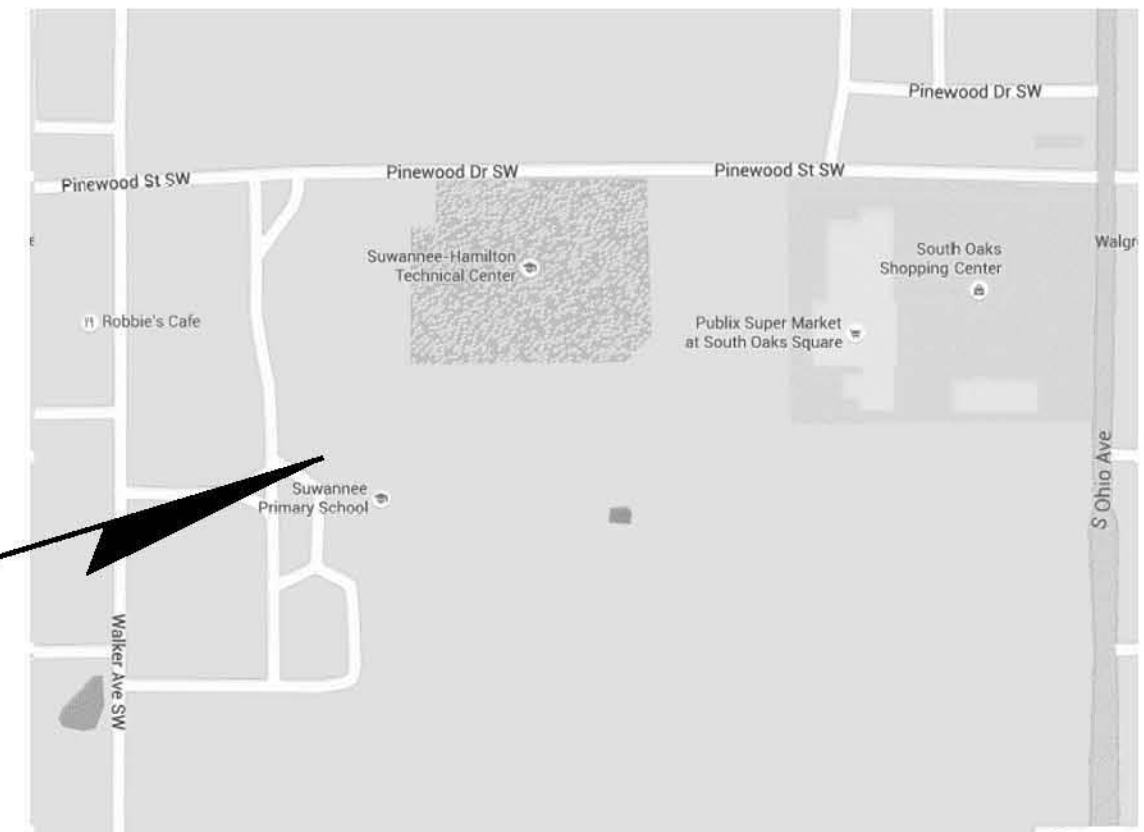 Pinewood Dr SW
Pinewood St SW
Pinewood Dr SW
Pinewood St SW
Suwannee-Hamilton
Technical Center
South Oaks
Shopping Center
Walgr
Robbie's Cafe
Publix Super Market
at South Oaks Square
Suwannee
Primary School
S Ohio Ave
Walker Ave SW